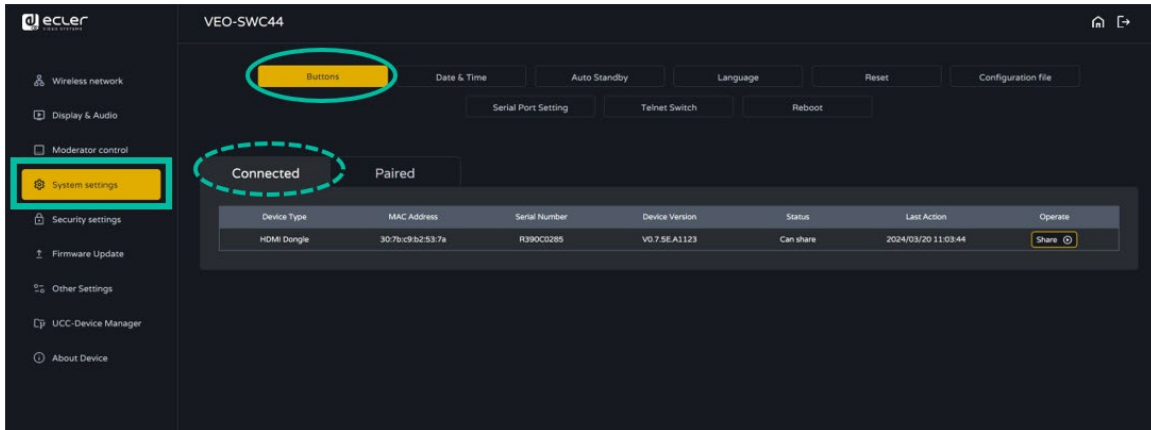 ecler
VIDEO SYSTEMS
VEO-SWC44
Wireless network
Display & Audio
Moderator control
System settings
Security settings
Firmware Update
Other Settings
UCC-Device Manager
About Device
Buttons Date & Time Auto Standby Language Reset Configuration file
Serial Port Setting Telnet Switch Reboot
Connected Paired
Device Type MAC Address Serial Number Device Version Status Last Action Operate
HDMI Dongle 30:7b:c9:b2:53:7a R390C0285 V0.7.5E.A1123 Can share 2024/03/20 11:03:44 Share